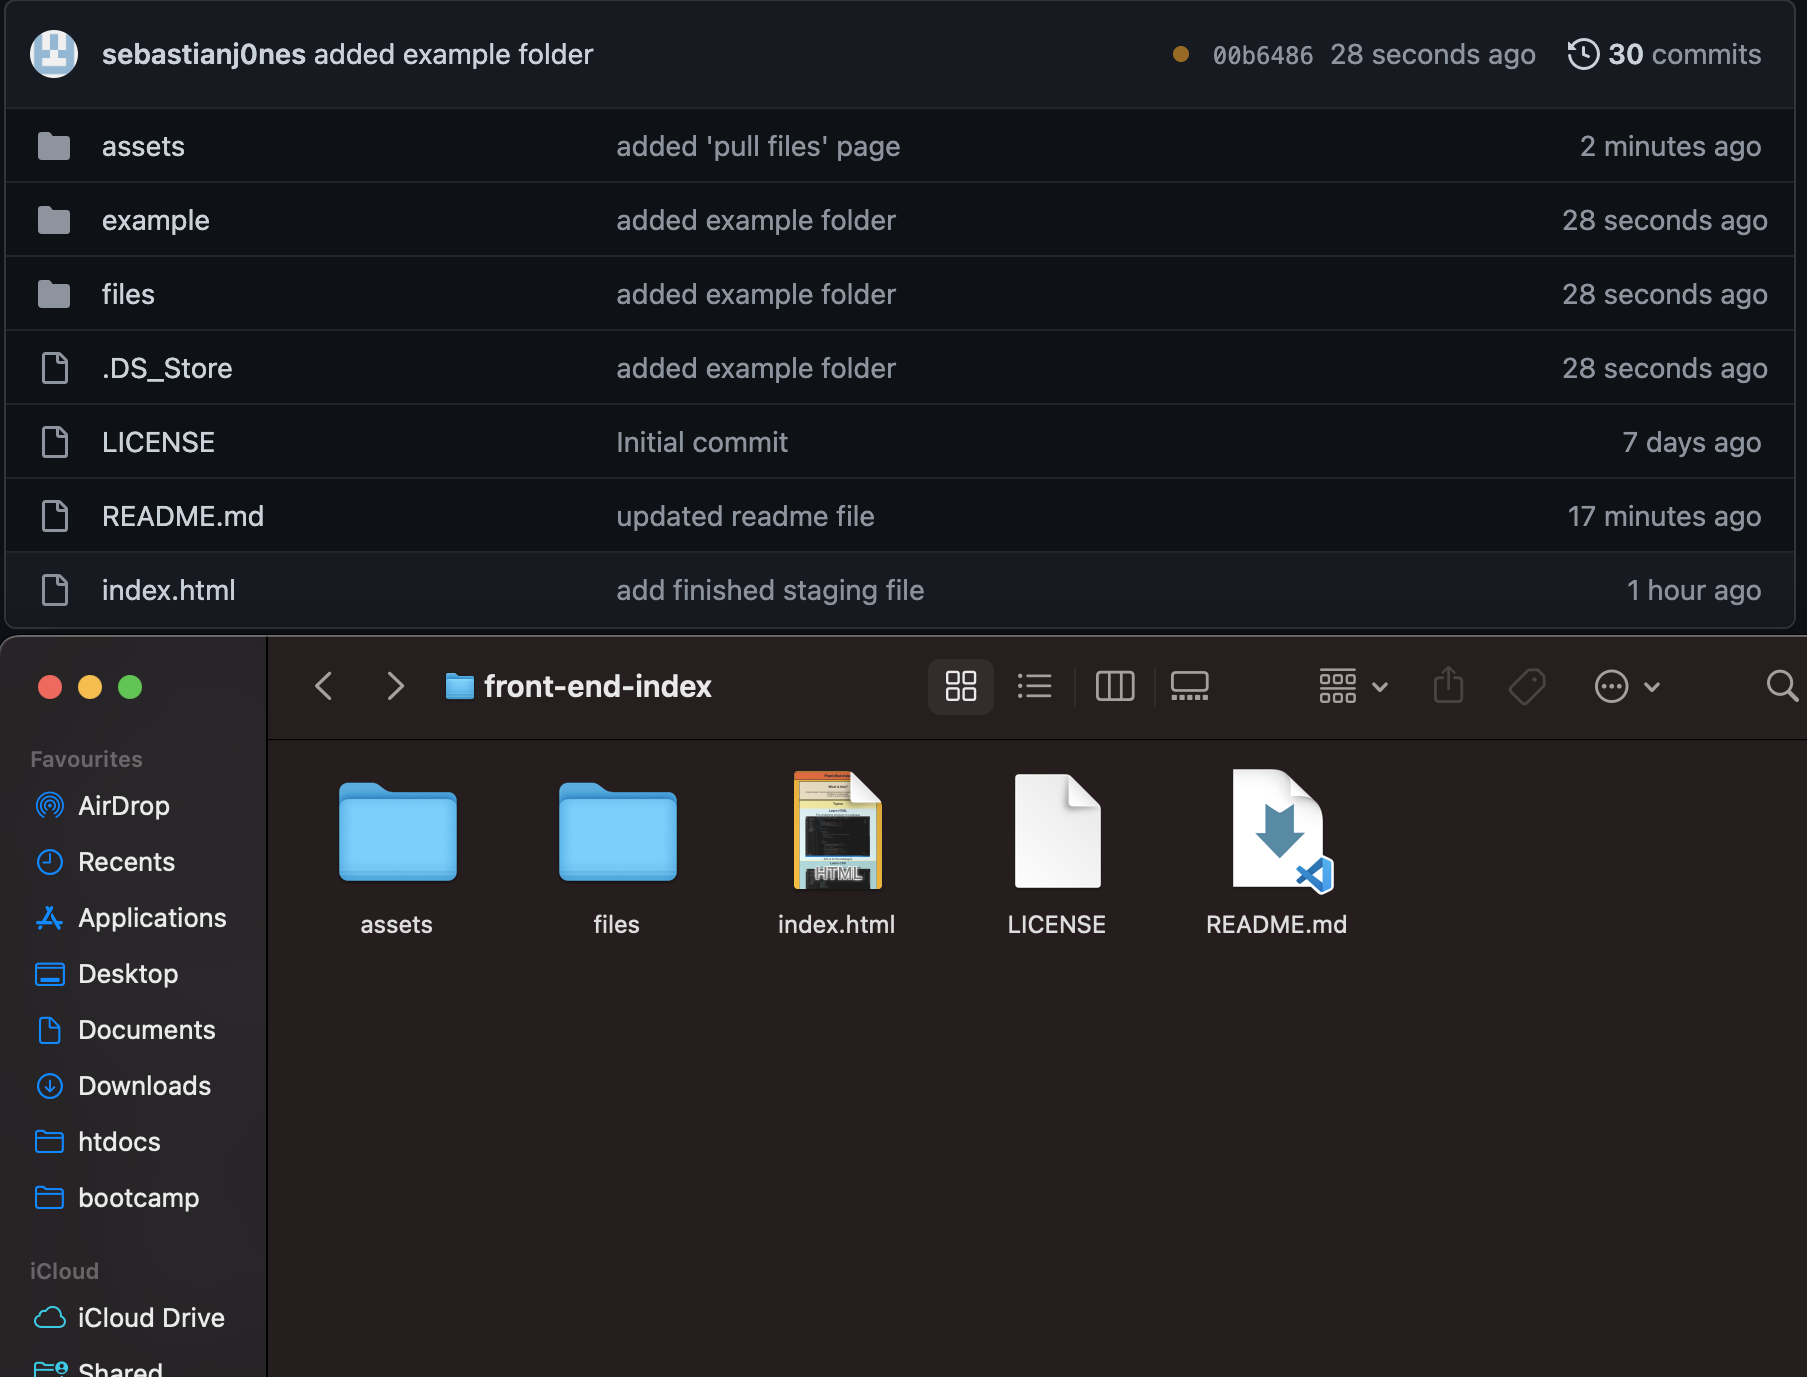 sebastianj0nes added example folder 00b6486 28 seconds ago 30 commits
assets added 'pull files' page 2 minutes ago
example added example folder 28 seconds ago
files added example folder 28 seconds ago
.DS_Store added example folder 28 seconds ago
LICENSE Initial commit 7 days ago
README.md updated readme file 17 minutes ago
index.html add finished staging file 1 hour ago
front-end-index
Favourites
AirDrop
Recents
Applications
Desktop
Documents
Downloads
htdocs
bootcamp
iCloud
iCloud Drive
Shared
HTML
assets files index.html LICENSE README.md